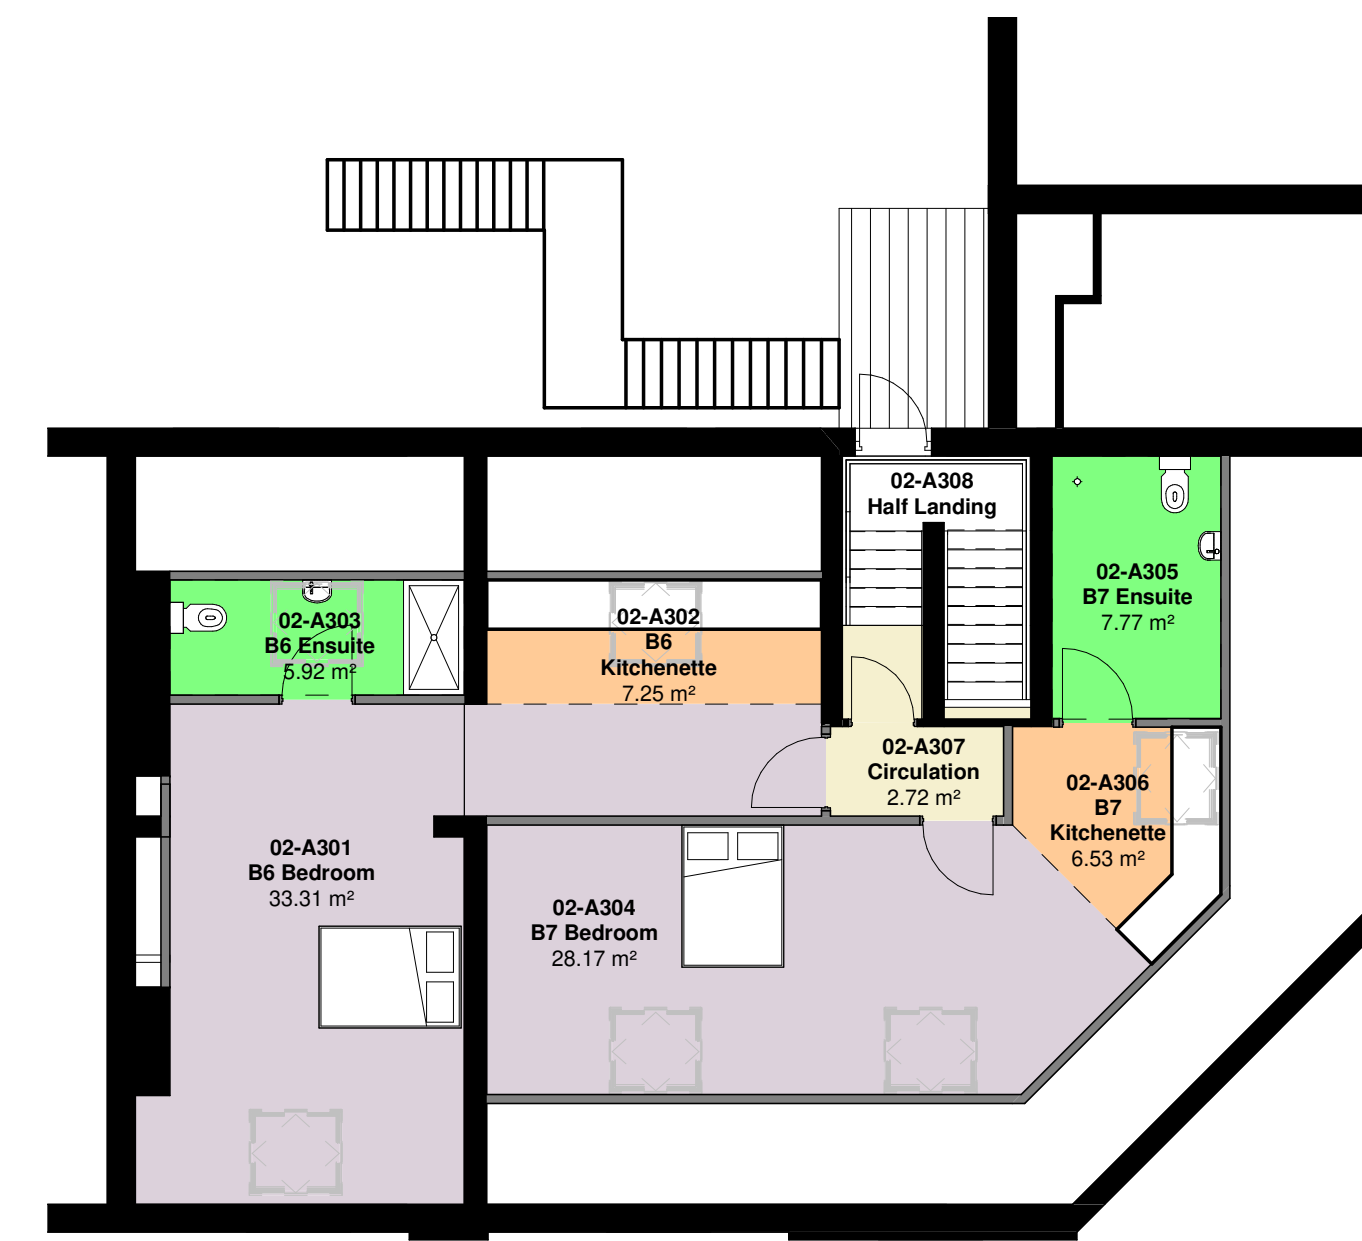 02-A308
Half Landing
02-A305
B7 Ensuite
7.77 m²
02-A303
B6 Ensuite
5.92 m²
02-A302
B6
Kitchenette
7.25 m²
02-A307
Circulation
2.72 m²
02-A306
B7
Kitchenette
6.53 m²
02-A301
B6 Bedroom
33.31 m²
02-A304
B7 Bedroom
28.17 m²